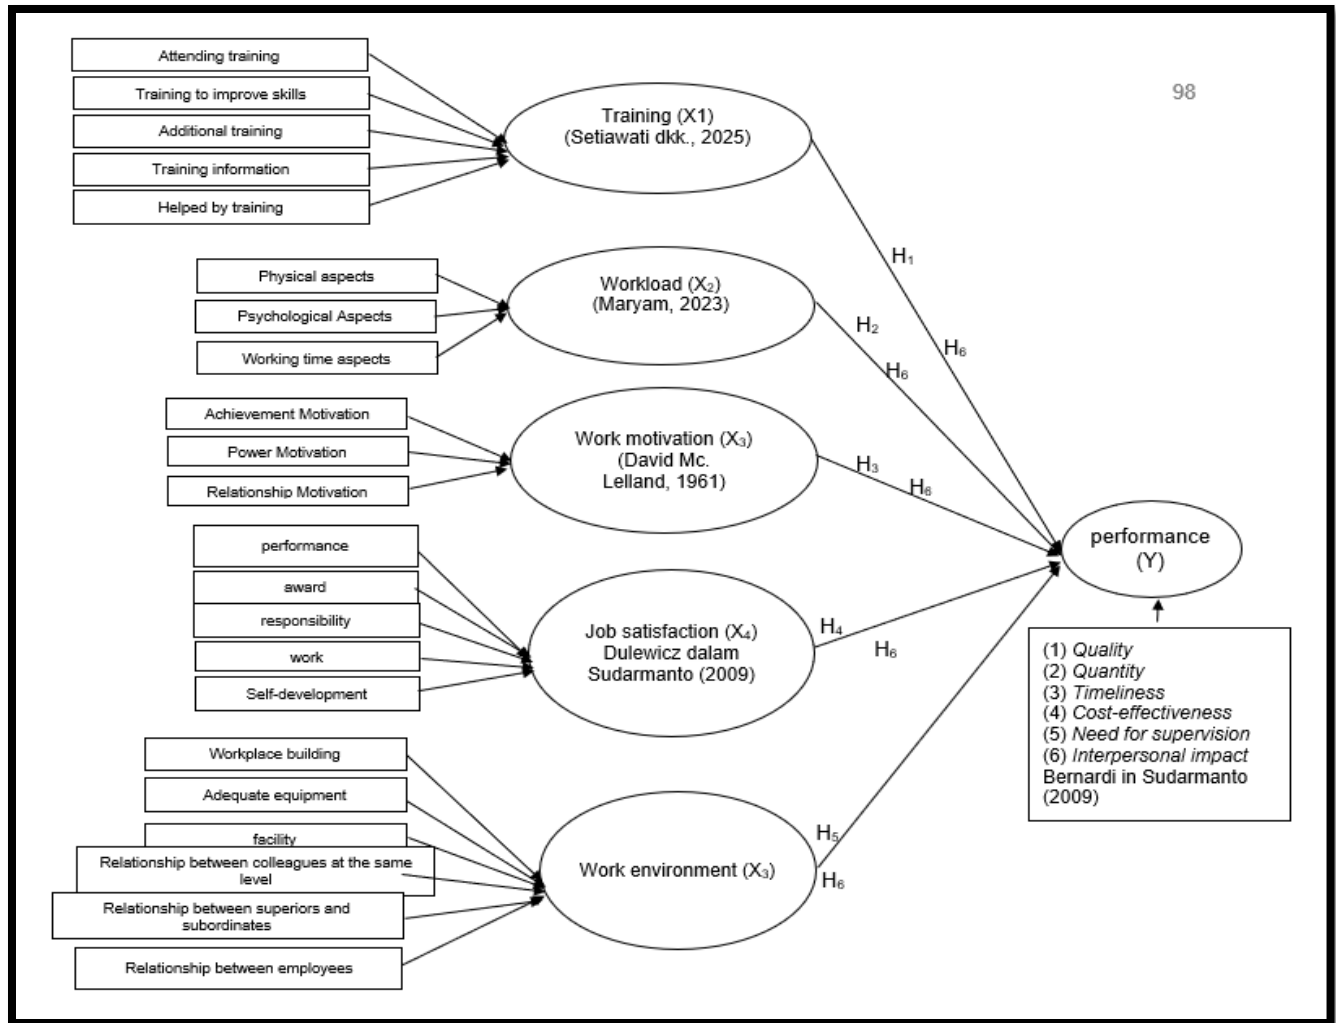 98
Attending training
Training to improve skills
Additional training
Training information
Helped by training
Training (X1)
(Setiawati dkk., 2025)
H₁
H₆
Physical aspects
Psychological Aspects
Working time aspects
Workload (X₂)
(Maryam, 2023)
H₂
H₆
Achievement Motivation
Power Motivation
Relationship Motivation
Work motivation (X₃)
(David Mc.
Lelland, 1961)
H₃
H₆
performance
award
responsibility
work
Self-development
Job satisfaction (X₄)
Dulewicz dalam
Sudarmanto (2009)
H₄
H₆
Workplace building
Adequate equipment
facility
Relationship between colleagues at the same
level
Relationship between superiors and
subordinates
Relationship between employees
Work environment (X₃)
H₅
H₆
performance
(Y)
(1) Quality
(2) Quantity
(3) Timeliness
(4) Cost-effectiveness
(5) Need for supervision
(6) Interpersonal impact
Bernardi in Sudarmanto
(2009)